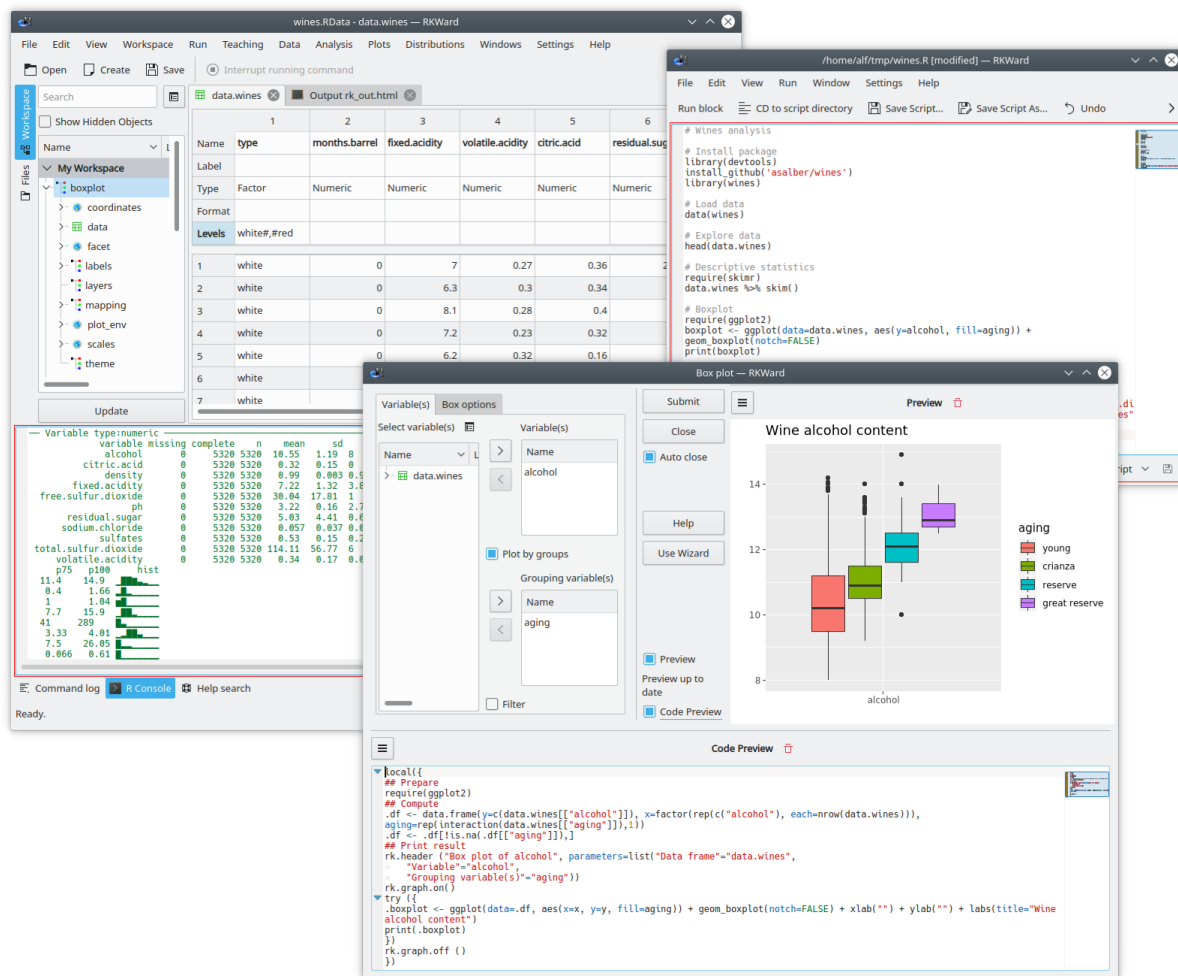 wines.RData - data.wines — RKWard
File Edit View Workspace Run Teaching Data Analysis Plots Distributions Windows Settings Help
Open Create Save Interrupt running command
Workspace
Files
Search
Show Hidden Objects
Name
My Workspace
boxplot
coordinates
data
facet
labels
layers
mapping
plot_env
scales
theme
Update
data.wines Output rk_out.html
1 2 3 4 5 6
Name type months.barrel fixed.acidity volatile.acidity citric.acid residual.sug
Label
Type Factor Numeric Numeric Numeric Numeric Numeric
Format
Levels white#,#red
1 white 0 7 0.27 0.36 2
2 white 0 6.3 0.3 0.34
3 white 0 8.1 0.28 0.4
4 white 0 7.2 0.23 0.32
5 white 0 6.2 0.32 0.16
6 white
7 white
— Variable type:numeric
variable missing complete n mean sd
alcohol 0 5320 5320 10.55 1.19 8
citric.acid 0 5320 5320 0.32 0.15 0
density 0 5320 5320 0.99 0.003 0.9
fixed.acidity 0 5320 5320 7.22 1.32 3.8
free.sulfur.dioxide 0 5320 5320 30.04 17.81 1
ph 0 5320 5320 3.22 0.16 2.7
residual.sugar 0 5320 5320 5.03 4.41 0.6
sodium.chloride 0 5320 5320 0.057 0.037 0.0
sulfates 0 5320 5320 0.53 0.15 0.2
total.sulfur.dioxide 0 5320 5320 114.11 56.77 6
volatile.acidity 0 5320 5320 0.34 0.17 0.0
p75 p100 hist
11.4 14.9
0.4 1.66
1 1.04
7.7 15.9
41 289
3.33 4.01
7.5 26.05
0.066 0.61
Command log R Console Help search
Ready.
/home/alf/tmp/wines.R [modified] — RKWard
File Edit View Run Window Settings Help
Run block CD to script directory Save Script... Save Script As... Undo
# Wines analysis
# Install package
library(devtools)
install_github('asalber/wines')
library(wines)
# Load data
data(wines)
# Explore data
head(data.wines)
# Descriptive statistics
require(skimr)
data.wines %>% skim()
# Boxplot
require(ggplot2)
boxplot <- ggplot(data=data.wines, aes(y=alcohol, fill=aging)) +
geom_boxplot(notch=FALSE)
print(boxplot)
Box plot — RKWard
Variable(s) Box options
Select variable(s)
Name
data.wines
Variable(s)
Name
alcohol
Plot by groups
Grouping variable(s)
Name
aging
Filter
Submit
Close
Auto close
Help
Use Wizard
Preview
Preview up to
date
Code Preview
Preview
Wine alcohol content
14
12
10
8
alcohol
aging
young
crianza
reserve
great reserve
Code Preview
local({
## Prepare
require(ggplot2)
## Compute
.df <- data.frame(y=c(data.wines[["alcohol"]]), x=factor(rep(c("alcohol"), each=nrow(data.wines))),
aging=rep(interaction(data.wines[["aging"]]),1))
.df <- .df[!is.na(.df[["aging"]]),]
## Print result
rk.header ("Box plot of alcohol", parameters=list("Data frame"="data.wines",
"Variable"="alcohol",
"Grouping variable(s)"="aging"))
rk.graph.on()
try ({
.boxplot <- ggplot(data=.df, aes(x=x, y=y, fill=aging)) + geom_boxplot(notch=FALSE) + xlab("") + ylab("") + labs(title="Wine
alcohol content")
print(.boxplot)
})
rk.graph.off ()
})